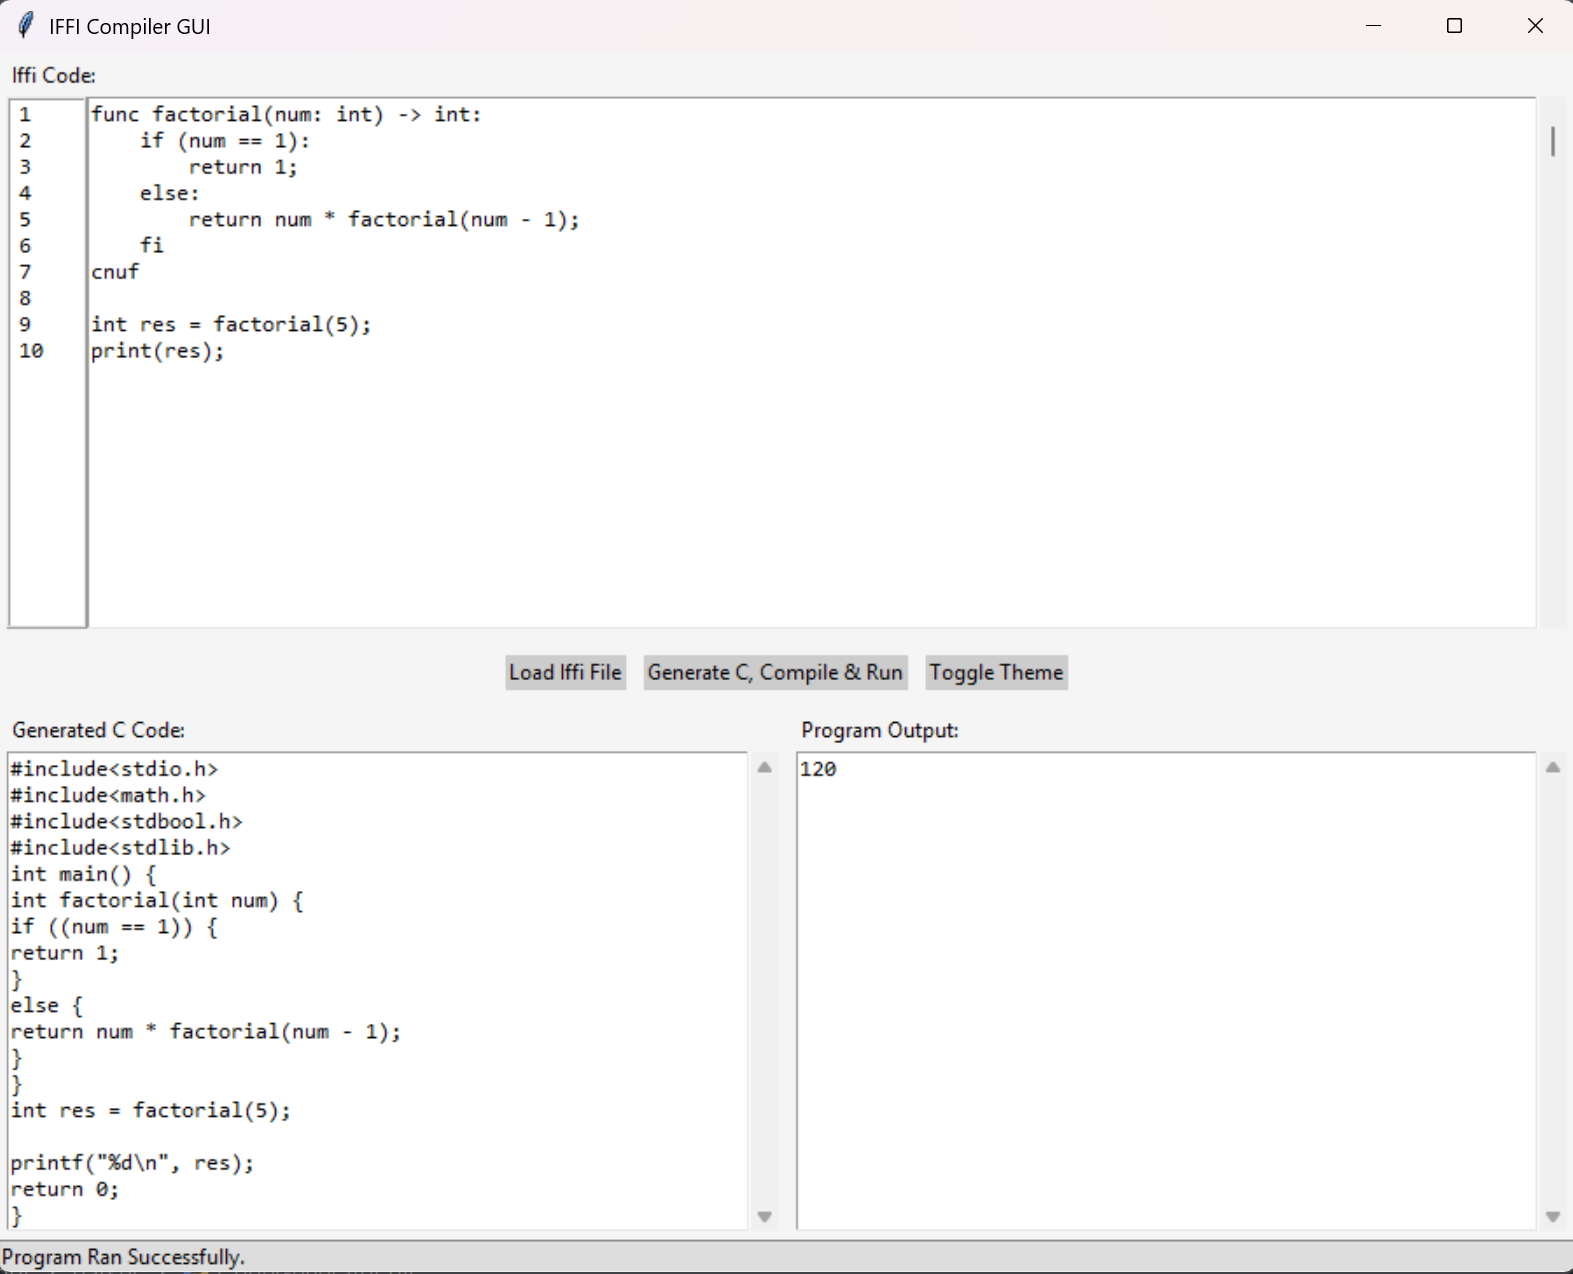 IFFI Compiler GUI
Iffi Code:
1 func factorial(num: int) -> int:
2     if (num == 1):
3         return 1;
4     else:
5         return num * factorial(num - 1);
6     fi
7 cnuf
8
9 int res = factorial(5);
10 print(res);
Load Iffi File
Generate C, Compile & Run
Toggle Theme
Generated C Code:
#include<stdio.h>
#include<math.h>
#include<stdbool.h>
#include<stdlib.h>
int main() {
int factorial(int num) {
if ((num == 1)) {
return 1;
}
else {
return num * factorial(num - 1);
}
}
int res = factorial(5);

printf("%d\n", res);
return 0;
}
Program Output:
120
Program Ran Successfully.